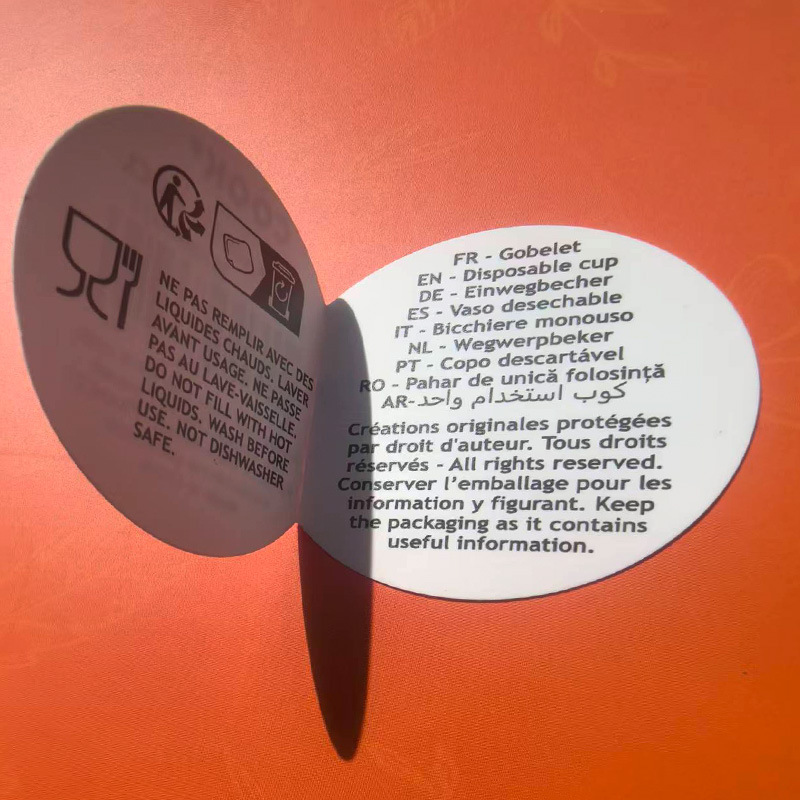 NE PAS REMPLIR AVEC DES
LIQUIDES CHAUDS. LAVER
AVANT USAGE. NE PASSE
PAS AU LAVE-VAISSELLE.
DO NOT FILL WITH HOT
LIQUIDS. WASH BEFORE
USE. NOT DISHWASHER
SAFE.
FR - Gobelet
EN - Disposable cup
DE - Einwegbecher
ES - Vaso desechable
IT - Bicchiere monouso
NL - Wegwerpbeker
PT - Copo descartável
RO - Pahar de unică folosință
AR- كوب استخدام واحد
Créations originales protégées
par droit d'auteur. Tous droits
réservés - All rights reserved.
Conserver l'emballage pour les
information y figurant. Keep
the packaging as it contains
useful information.